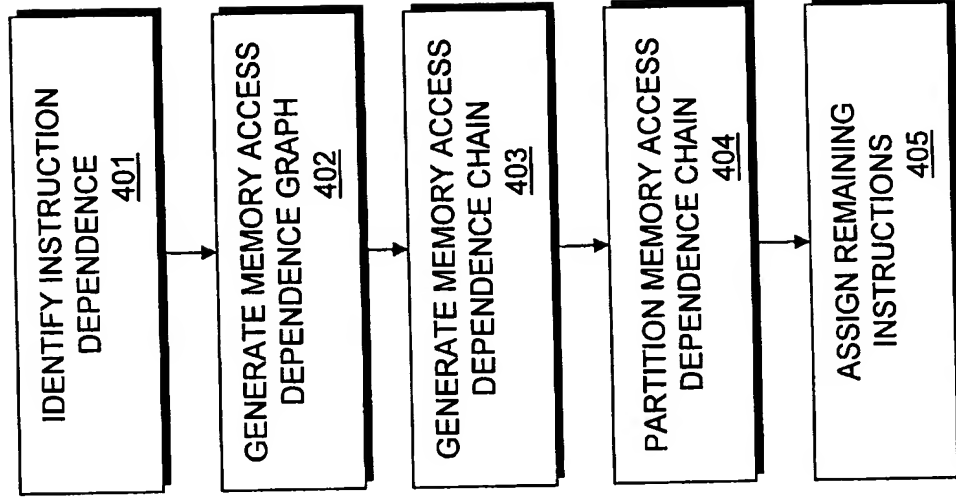 IDENTIFY INSTRUCTION
DEPENDENCE
401
GENERATE MEMORY ACCESS
DEPENDENCE GRAPH
402
GENERATE MEMORY ACCESS
DEPENDENCE CHAIN
403
PARTITION MEMORY ACCESS
DEPENDENCE CHAIN
404
ASSIGN REMAINING
INSTRUCTIONS
405